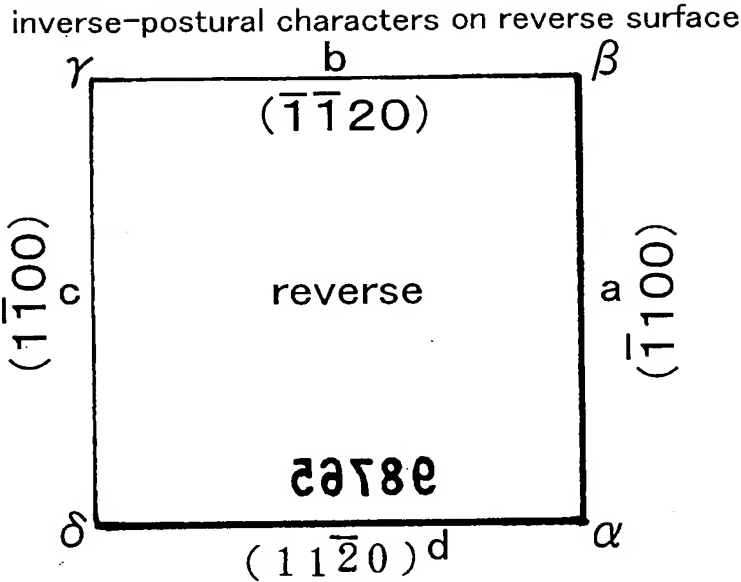 inverse-postural characters on reverse surface
γ b β
(1̅1̅20)
(11̅00) c reverse a (1̅100)
98765
δ (112̅0) d α